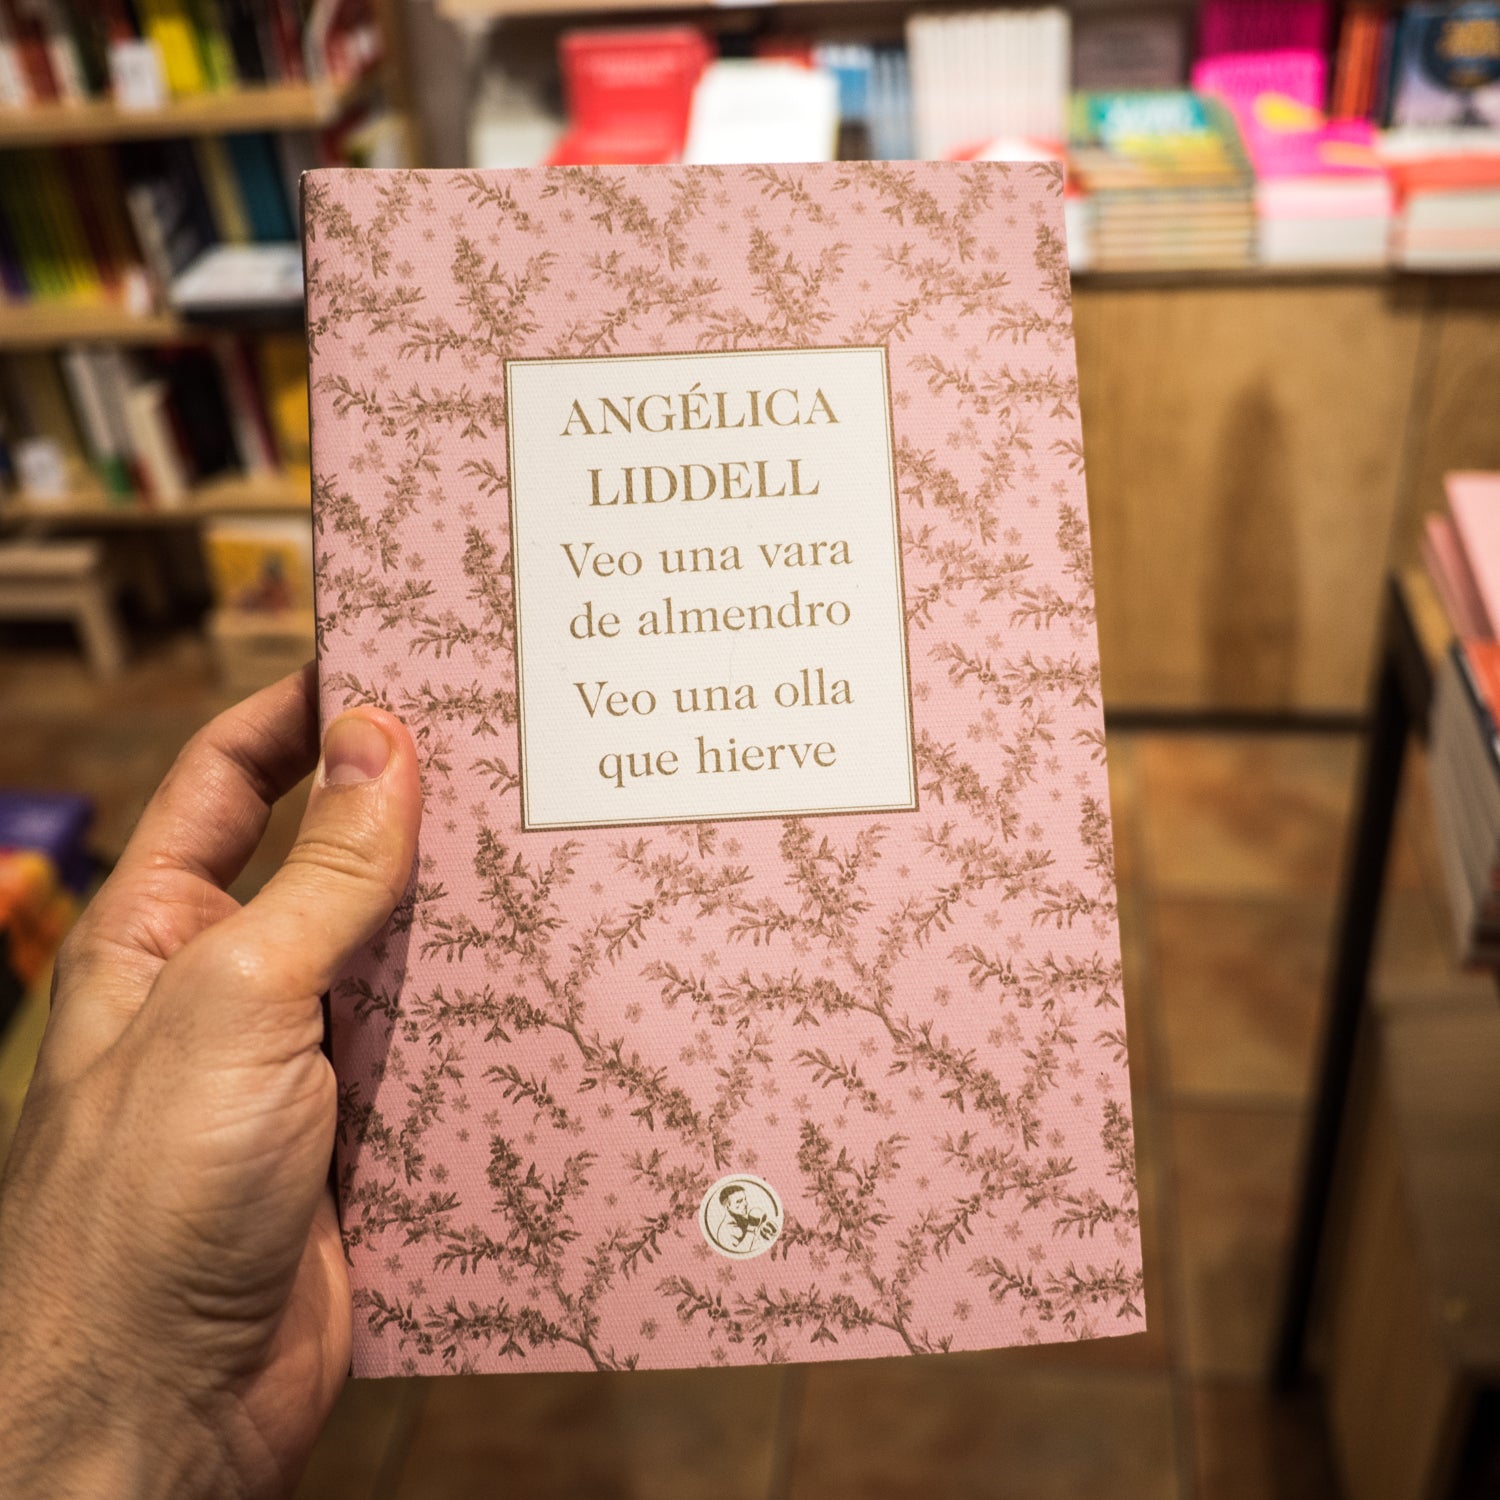 ANGÉLICA
LIDDELL
Veo una vara
de almendro
Veo una olla
que hierve